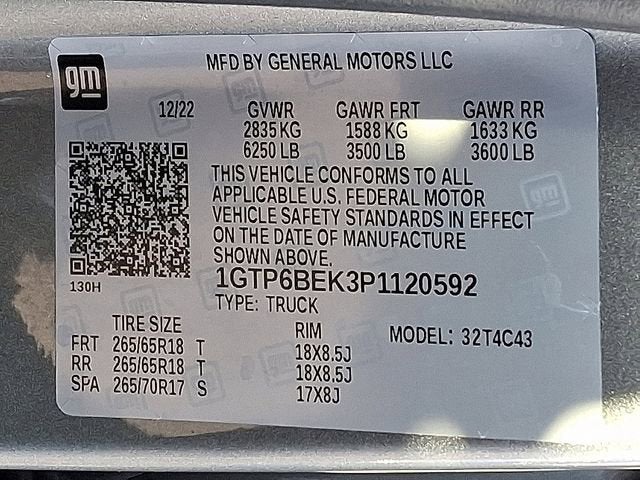 gm
MFD BY GENERAL MOTORS LLC
12/22 GVWR GAWR FRT GAWR RR
2835 KG 1588 KG 1633 KG
6250 LB 3500 LB 3600 LB
THIS VEHICLE CONFORMS TO ALL
APPLICABLE U.S. FEDERAL MOTOR
VEHICLE SAFETY STANDARDS IN EFFECT
ON THE DATE OF MANUFACTURE
SHOWN ABOVE.
130H
1GTP6BEK3P1120592
TYPE: TRUCK
TIRE SIZE RIM MODEL: 32T4C43
FRT 265/65R18 T 18X8.5J
RR 265/65R18 T 18X8.5J
SPA 265/70R17 S 17X8J